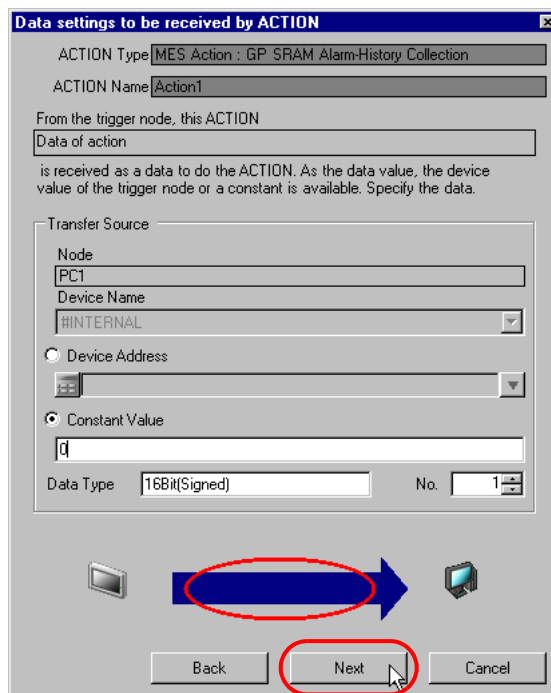 Data settings to be received by ACTION
ACTION Type MES Action : GP SRAM Alarm-History Collection
ACTION Name Action1
From the trigger node, this ACTION
Data of action
is received as a data to do the ACTION. As the data value, the device
value of the trigger node or a constant is available. Specify the data.
Transfer Source
Node
PC1
Device Name
#INTERNAL
Device Address
Constant Value
0
Data Type 16Bit(Signed) No. 1
Back Next Cancel